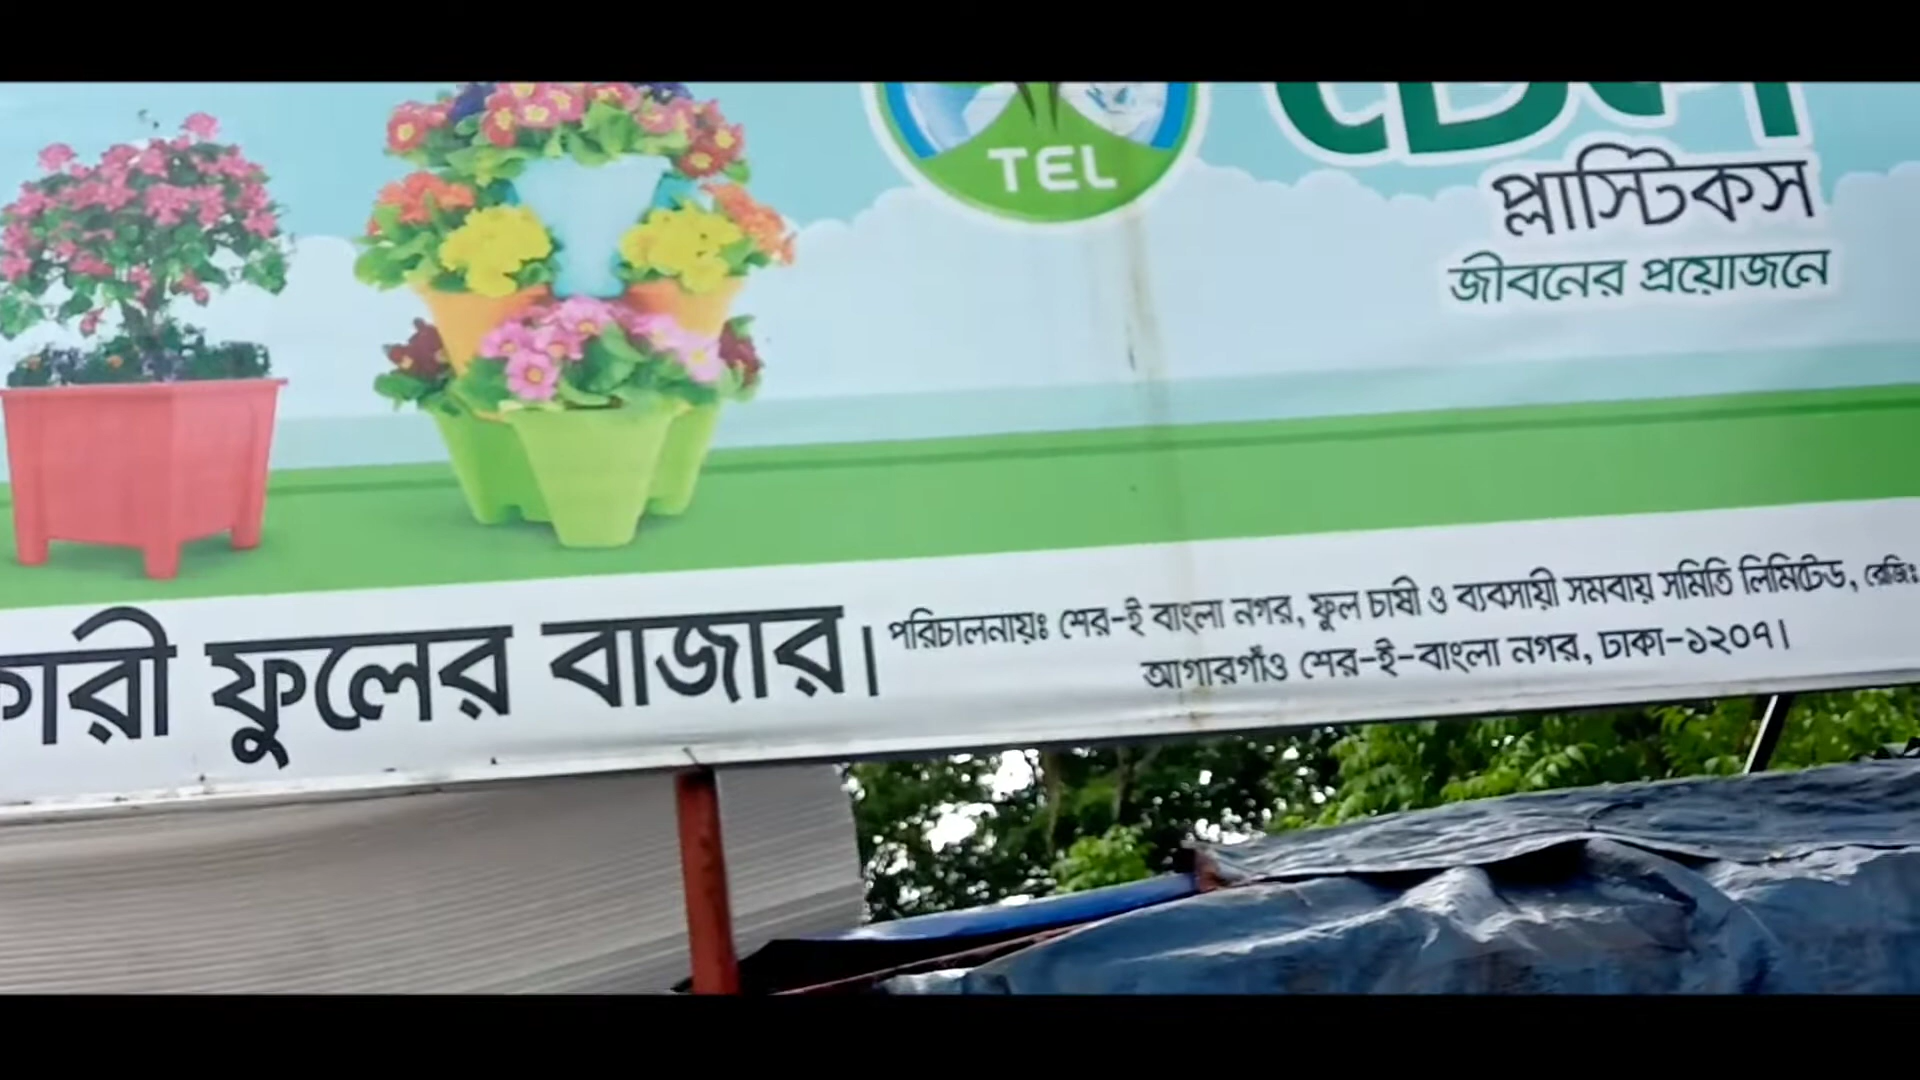 TEL
প্লাস্টিকস
জীবনের প্রয়োজনে
ফুলের বাজার।
পরিচালনায়ঃ শের-ই বাংলা নগর, ফুল চাষী ও ব্যবসায়ী সমবায় সমিতি লিমিটেড, রেজিঃ
আগারগাঁও শের-ই-বাংলা নগর, ঢাকা-১২০৭।